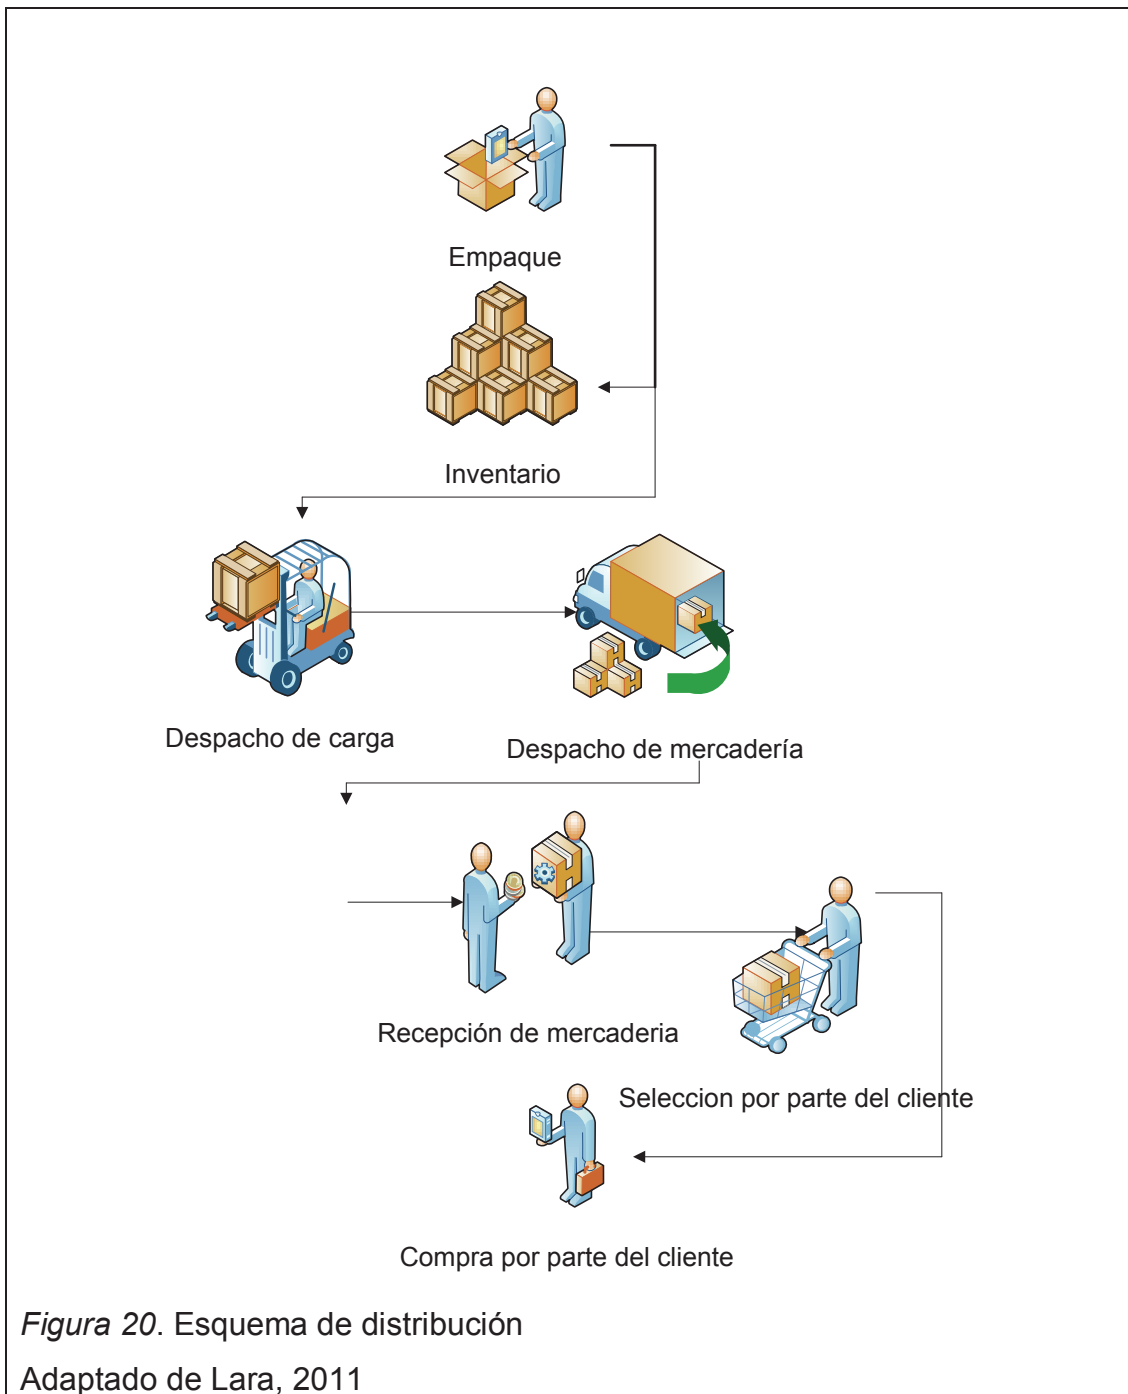 Empaque
Inventario
Despacho de carga
Despacho de mercadería
Recepción de mercaderia
Seleccion por parte del cliente
Compra por parte del cliente
Figura 20. Esquema de distribución
Adaptado de Lara, 2011